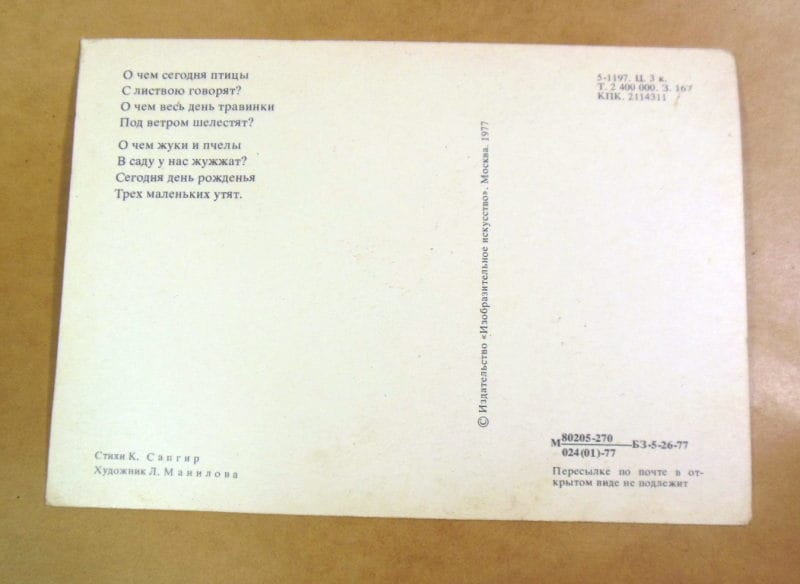 О чем сегодня птицы
С листвою говорят?
О чем весь день травинки
Под ветром шелестят?
О чем жуки и пчелы
В саду у нас жужжат?
Сегодня день рожденья
Трех маленьких утят.
Стихи К. Сапгир
Художник Л. Манилова
© Издательство «Изобразительное искусство». Москва. 1977
5-1197. Ц. 3 к.
Т. 2 400 000. З. 167
КПК. 2114311
М 80205-270 БЗ-5-26-77
024(01)-77
Пересылке по почте в от-
крытом виде не подлежит